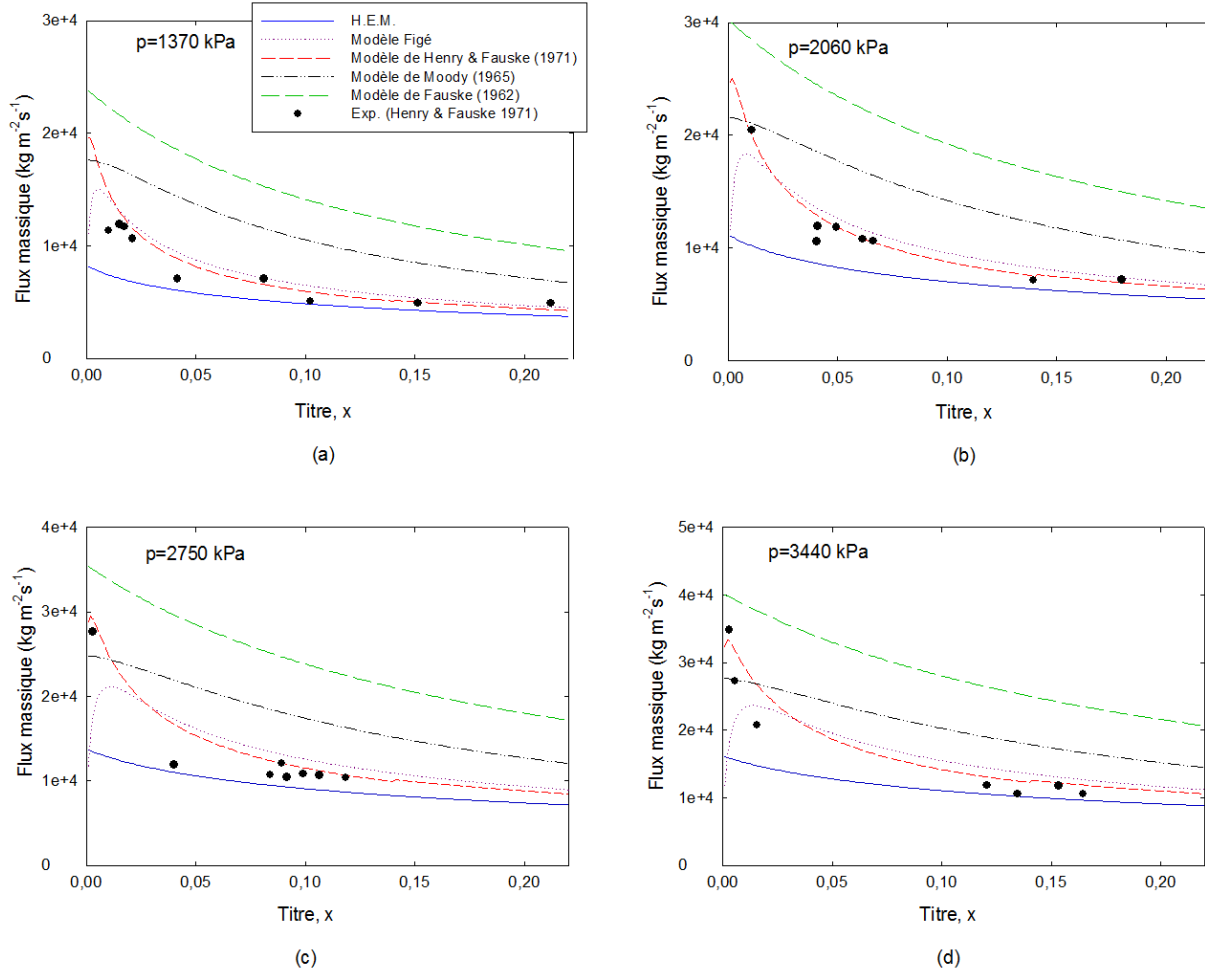 p=1370 kPa
H.E.M.
Modèle Figé
Modèle de Henry & Fauske (1971)
Modèle de Moody (1965)
Modèle de Fauske (1962)
Exp. (Henry & Fauske 1971)
Flux massique (kg m⁻²s⁻¹)
3e+4
2e+4
1e+4
0
0,00
0,05
0,10
0,15
0,20
Titre, x
(a)
p=2060 kPa
Flux massique (kg m⁻²s⁻¹)
3e+4
2e+4
1e+4
0
0,00
0,05
0,10
0,15
0,20
Titre, x
(b)
p=2750 kPa
Flux massique (kg m⁻²s⁻¹)
4e+4
3e+4
2e+4
1e+4
0
0,00
0,05
0,10
0,15
0,20
Titre, x
(c)
p=3440 kPa
Flux massique (kg m⁻²s⁻¹)
5e+4
4e+4
3e+4
2e+4
1e+4
0
0,00
0,05
0,10
0,15
0,20
Titre, x
(d)